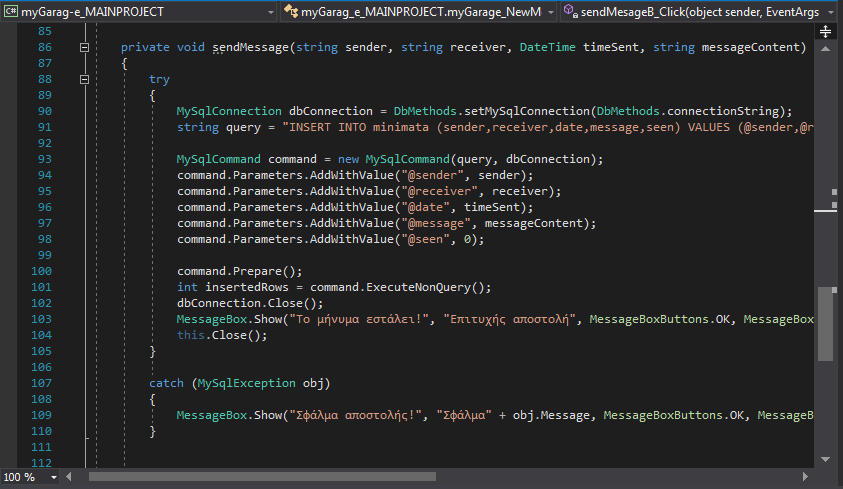 C# myGarag-e_MAINPROJECT myGarag_e_MAINPROJECT.myGarage_NewM sendMesageB_Click(object sender, EventArgs
85
86 private void sendMessage(string sender, string receiver, DateTime timeSent, string messageContent)
87 {
88 try
89 {
90 MySqlConnection dbConnection = DbMethods.setMySqlConnection(DbMethods.connectionString);
91 string query = "INSERT INTO minimata (sender,receiver,date,message,seen) VALUES (@sender,@r
92
93 MySqlCommand command = new MySqlCommand(query, dbConnection);
94 command.Parameters.AddWithValue("@sender", sender);
95 command.Parameters.AddWithValue("@receiver", receiver);
96 command.Parameters.AddWithValue("@date", timeSent);
97 command.Parameters.AddWithValue("@message", messageContent);
98 command.Parameters.AddWithValue("@seen", 0);
99
100 command.Prepare();
101 int insertedRows = command.ExecuteNonQuery();
102 dbConnection.Close();
103 MessageBox.Show("Το μήνυμα εστάλει!", "Επιτυχής αποστολή", MessageBoxButtons.OK, MessageBox
104 this.Close();
105 }
106
107 catch (MySqlException obj)
108 {
109 MessageBox.Show("Σφάλμα αποστολής!", "Σφάλμα" + obj.Message, MessageBoxButtons.OK, MessageB
110 }
111
112
100 %